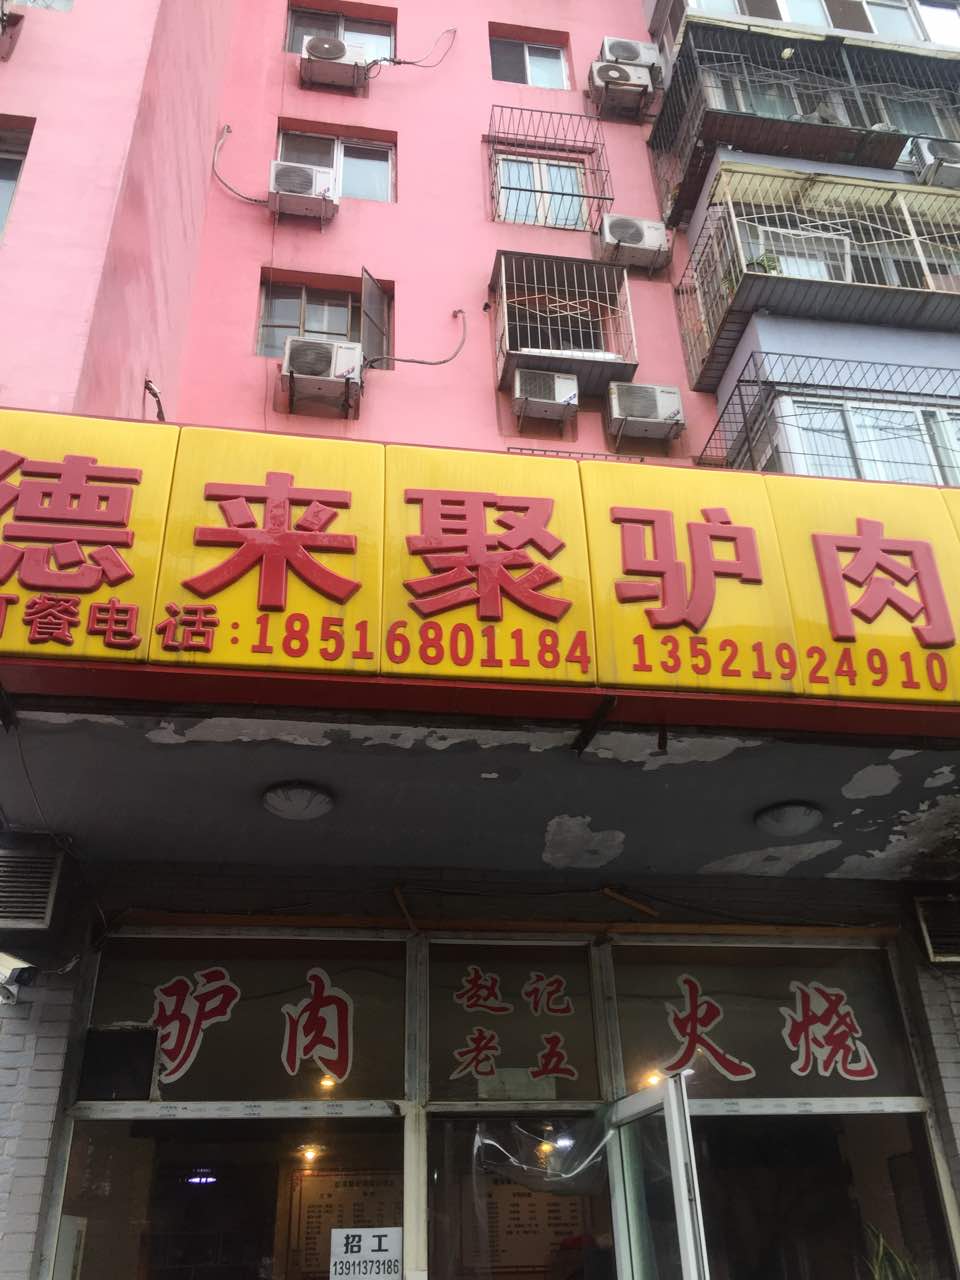 德来聚驴肉
订餐电话:18516801184 13521924910
驴肉 赵记 火烧
老五
招工
13911373186